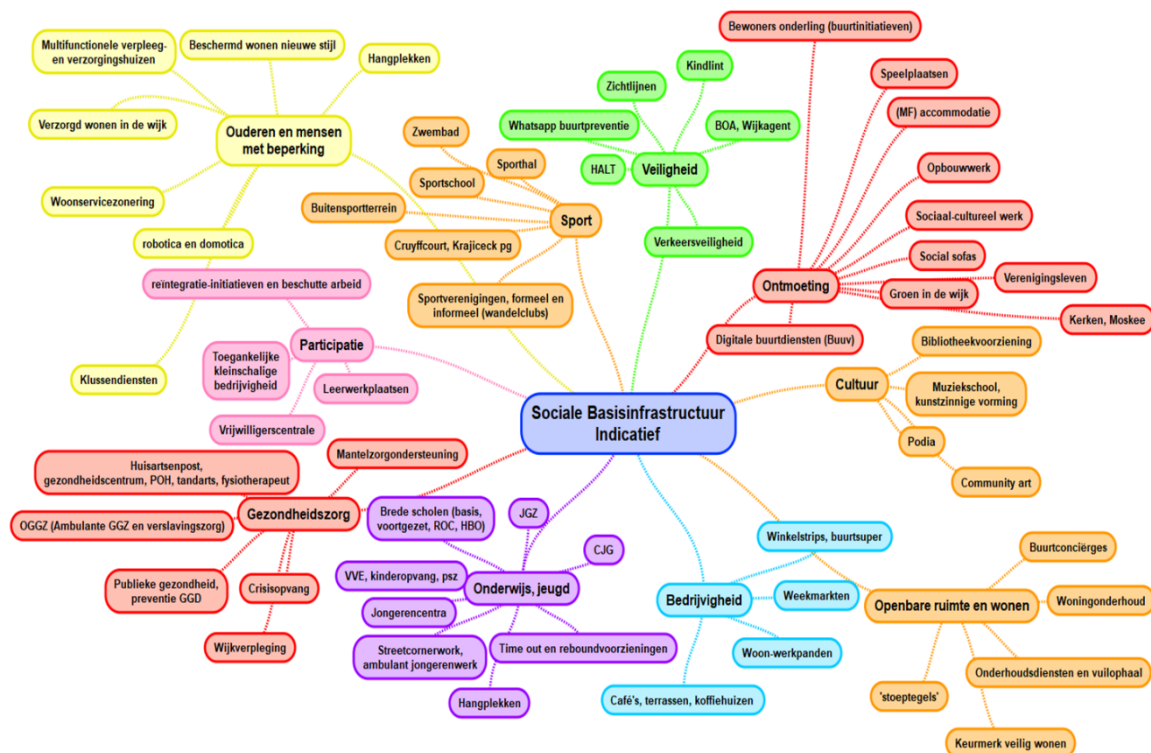 Bewoners onderling (buurtinitiatieven)
Multifunctionele verpleeg-
en verzorgingshuizen
Beschermd wonen nieuwe stijl
Hangplekken
Verzorgd wonen in de wijk
Ouderen en mensen
met beperking
Woonservicezonering
robotica en domotica
Klussendiensten
Zwembad
Sporthal
Sportschool
Buitensportterrein
Sport
Cruyffcourt, Krajiceck pg
Sportverenigingen, formeel en
informeel (wandelclubs)
Kindlint
Zichtlijnen
Whatsapp buurtpreventie
BOA, Wijkagent
HALT
Veiligheid
Verkeersveiligheid
Speelplaatsen
(MF) accommodatie
Opbouwwerk
Sociaal-cultureel werk
Social sofas
Verenigingsleven
Ontmoeting
Groen in de wijk
Kerken, Moskee
Digitale buurtdiensten (Buuv)
reïntegratie-initiatieven en beschutte arbeid
Participatie
Toegankelijke
kleinschalige
bedrijvigheid
Leerwerkplaatsen
Vrijwilligerscentrale
Sociale Basisinfrastructuur
Indicatief
Bibliotheekvoorziening
Cultuur
Muziekschool,
kunstzinnige vorming
Podia
Community art
Mantelzorgondersteuning
Huisartsenpost,
gezondheidscentrum, POH, tandarts, fysiotherapeut
Gezondheidszorg
OGGZ (Ambulante GGZ en verslavingszorg)
Publieke gezondheid,
preventie GGD
Crisisopvang
Wijkverpleging
Brede scholen (basis,
voortgezet, ROC, HBO)
JGZ
CJG
VVE, kinderopvang, psz
Onderwijs, jeugd
Jongerencentra
Streetcornerwork,
ambulant jongerenwerk
Time out en reboundvoorzieningen
Hangplekken
Winkelstrips, buurtsuper
Bedrijvigheid
Weekmarkten
Woon-werkpanden
Café's, terrassen, koffiehuizen
Buurtconciërges
Openbare ruimte en wonen
Woningonderhoud
Onderhoudsdiensten en vuilophaal
'stoeptegels'
Keurmerk veilig wonen